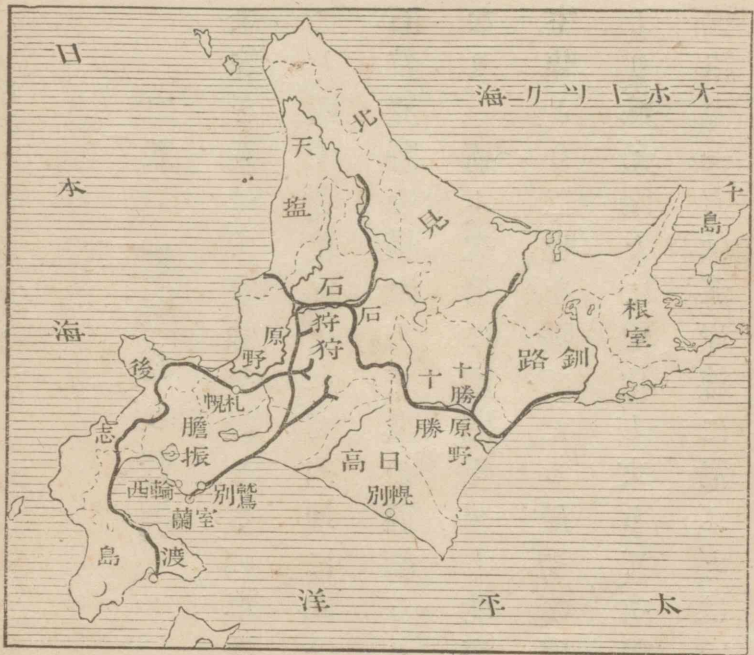 オホーツク海
日本海
太平洋
千島
北見
天塩
根室
釧路
石狩
石狩原野
十勝
十勝原野
日高
幌別
後志
札幌
膽振
鷲別
輪西
室蘭
渡島